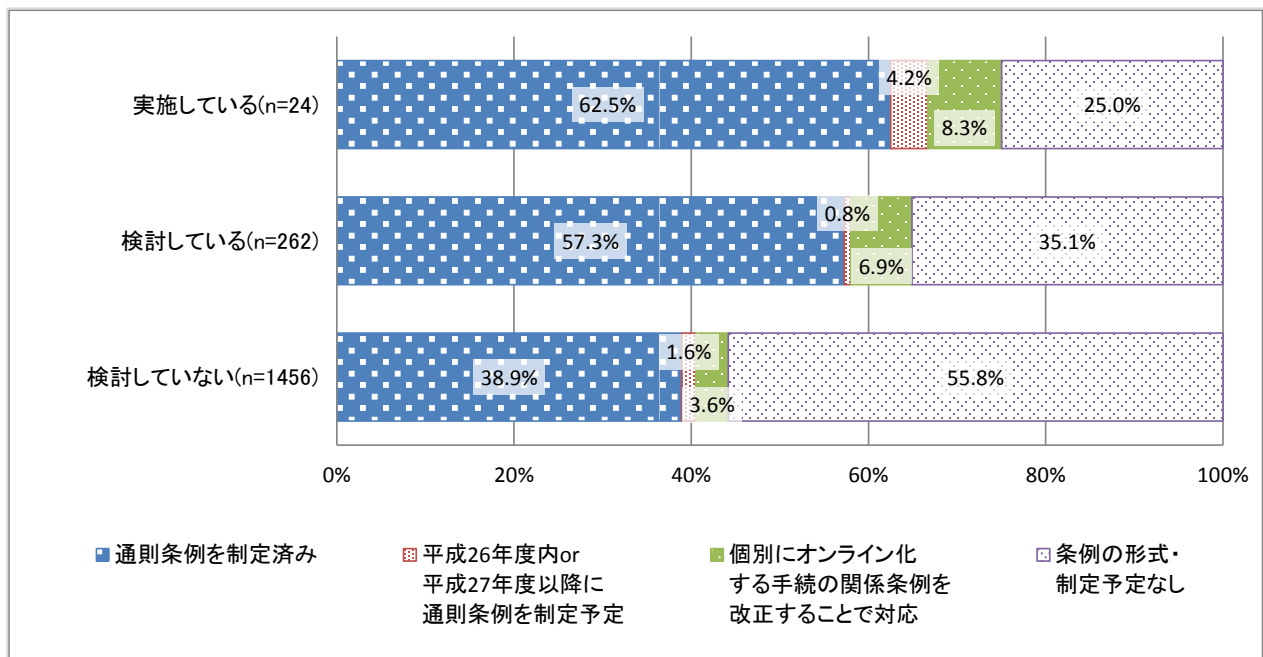 実施している(n=24)
62.5%
4.2%
8.3%
25.0%
検討している(n=262)
57.3%
0.8%
6.9%
35.1%
検討していない(n=1456)
38.9%
1.6%
3.6%
55.8%
0%
20%
40%
60%
80%
100%
通則条例を制定済み
平成26年度内or
平成27年度以降に
通則条例を制定予定
個別にオンライン化
する手続の関係条例を
改正することで対応
条例の形式・
制定予定なし